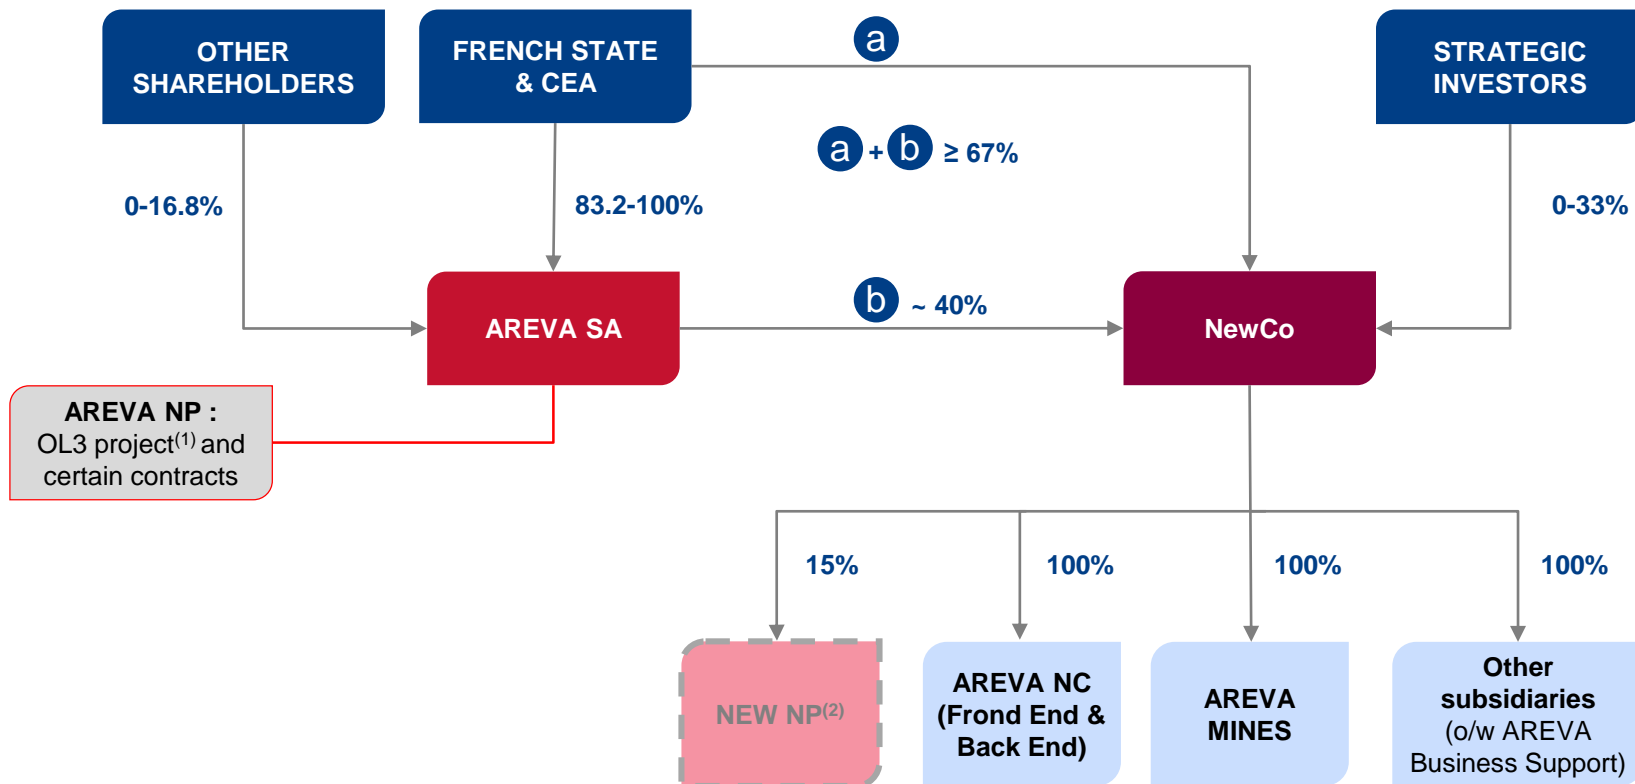 OTHER
SHAREHOLDERS
FRENCH STATE
& CEA
a
STRATEGIC
INVESTORS
a + b ≥ 67%
0-16.8%
83.2-100%
0-33%
AREVA SA
b ~ 40%
NewCo
AREVA NP :
OL3 project(1) and
certain contracts
15%
100%
100%
100%
NEW NP(2)
AREVA NC
(Frond End &
Back End)
AREVA
MINES
Other
subsidiaries
(o/w AREVA
Business Support)